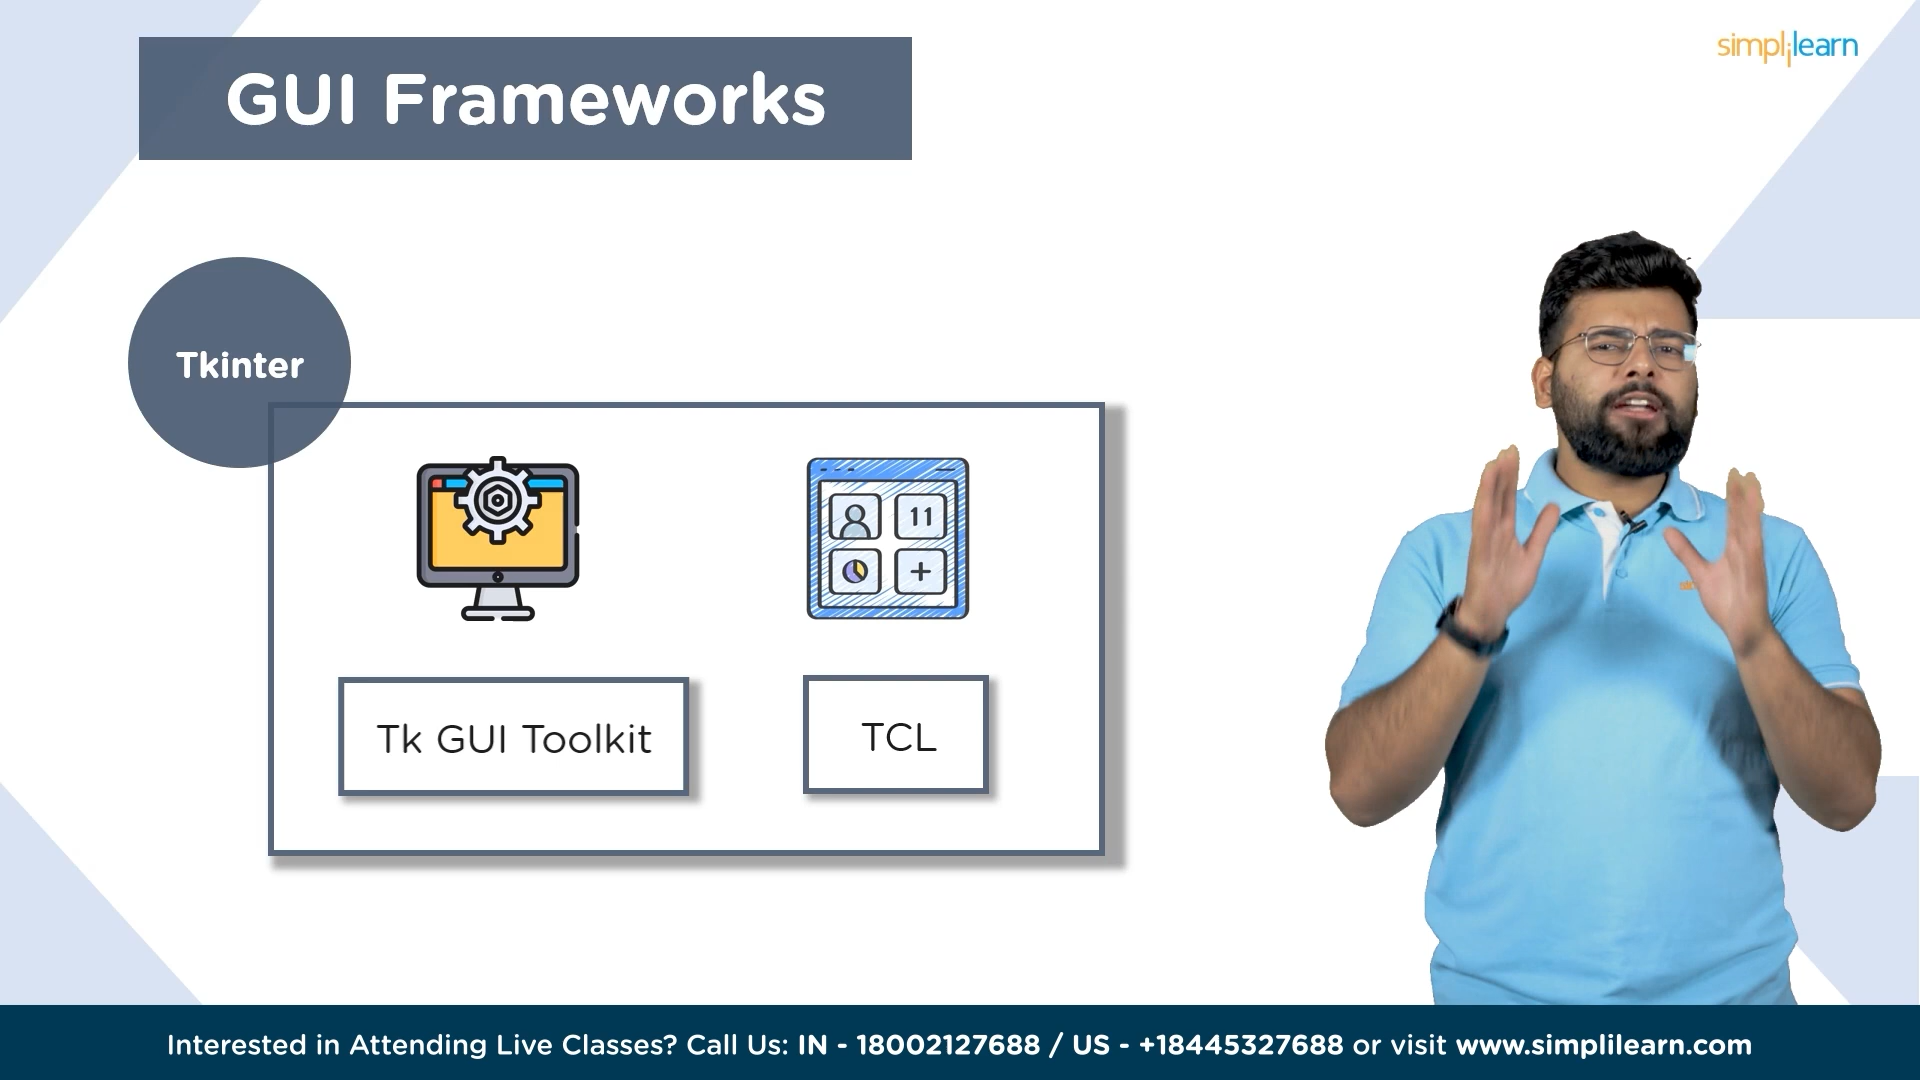 GUI Frameworks
simplilearn
Tkinter
11
Tk GUI Toolkit
TCL
Interested in Attending Live Classes? Call Us: IN - 18002127688 / US - +18445327688 or visit www.simplilearn.com